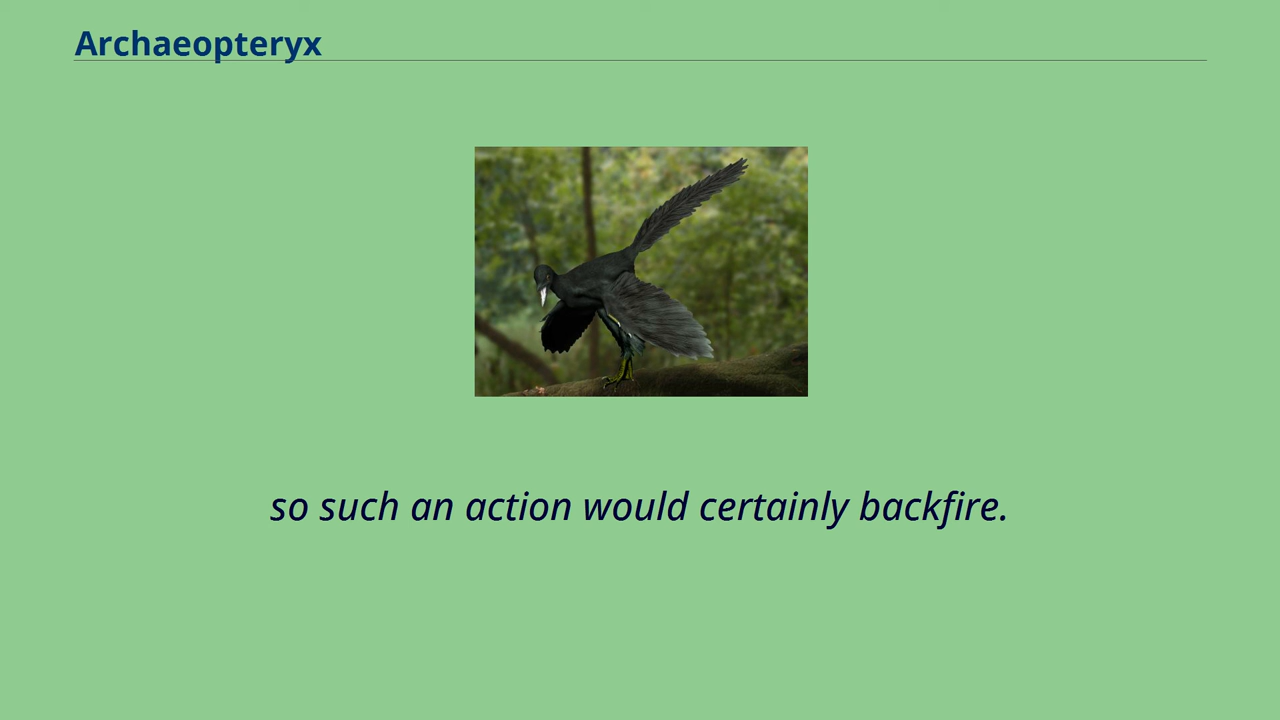 Archaeopteryx
so such an action would certainly backfire.